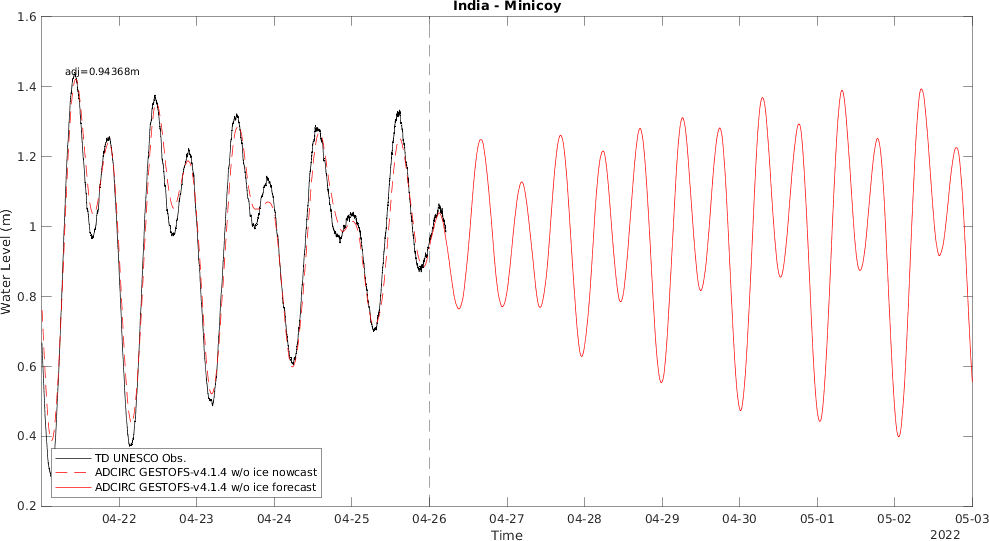 India - Minicoy
adj=0.94368m
Water Level (m)
1.6
1.4
1.2
1
0.8
0.6
0.4
0.2
TD UNESCO Obs.
ADCIRC GESTOFS-v4.1.4 w/o ice nowcast
ADCIRC GESTOFS-v4.1.4 w/o ice forecast
04-22 04-23 04-24 04-25 04-26 04-27 04-28 04-29 04-30 05-01 05-02 05-03
Time
2022